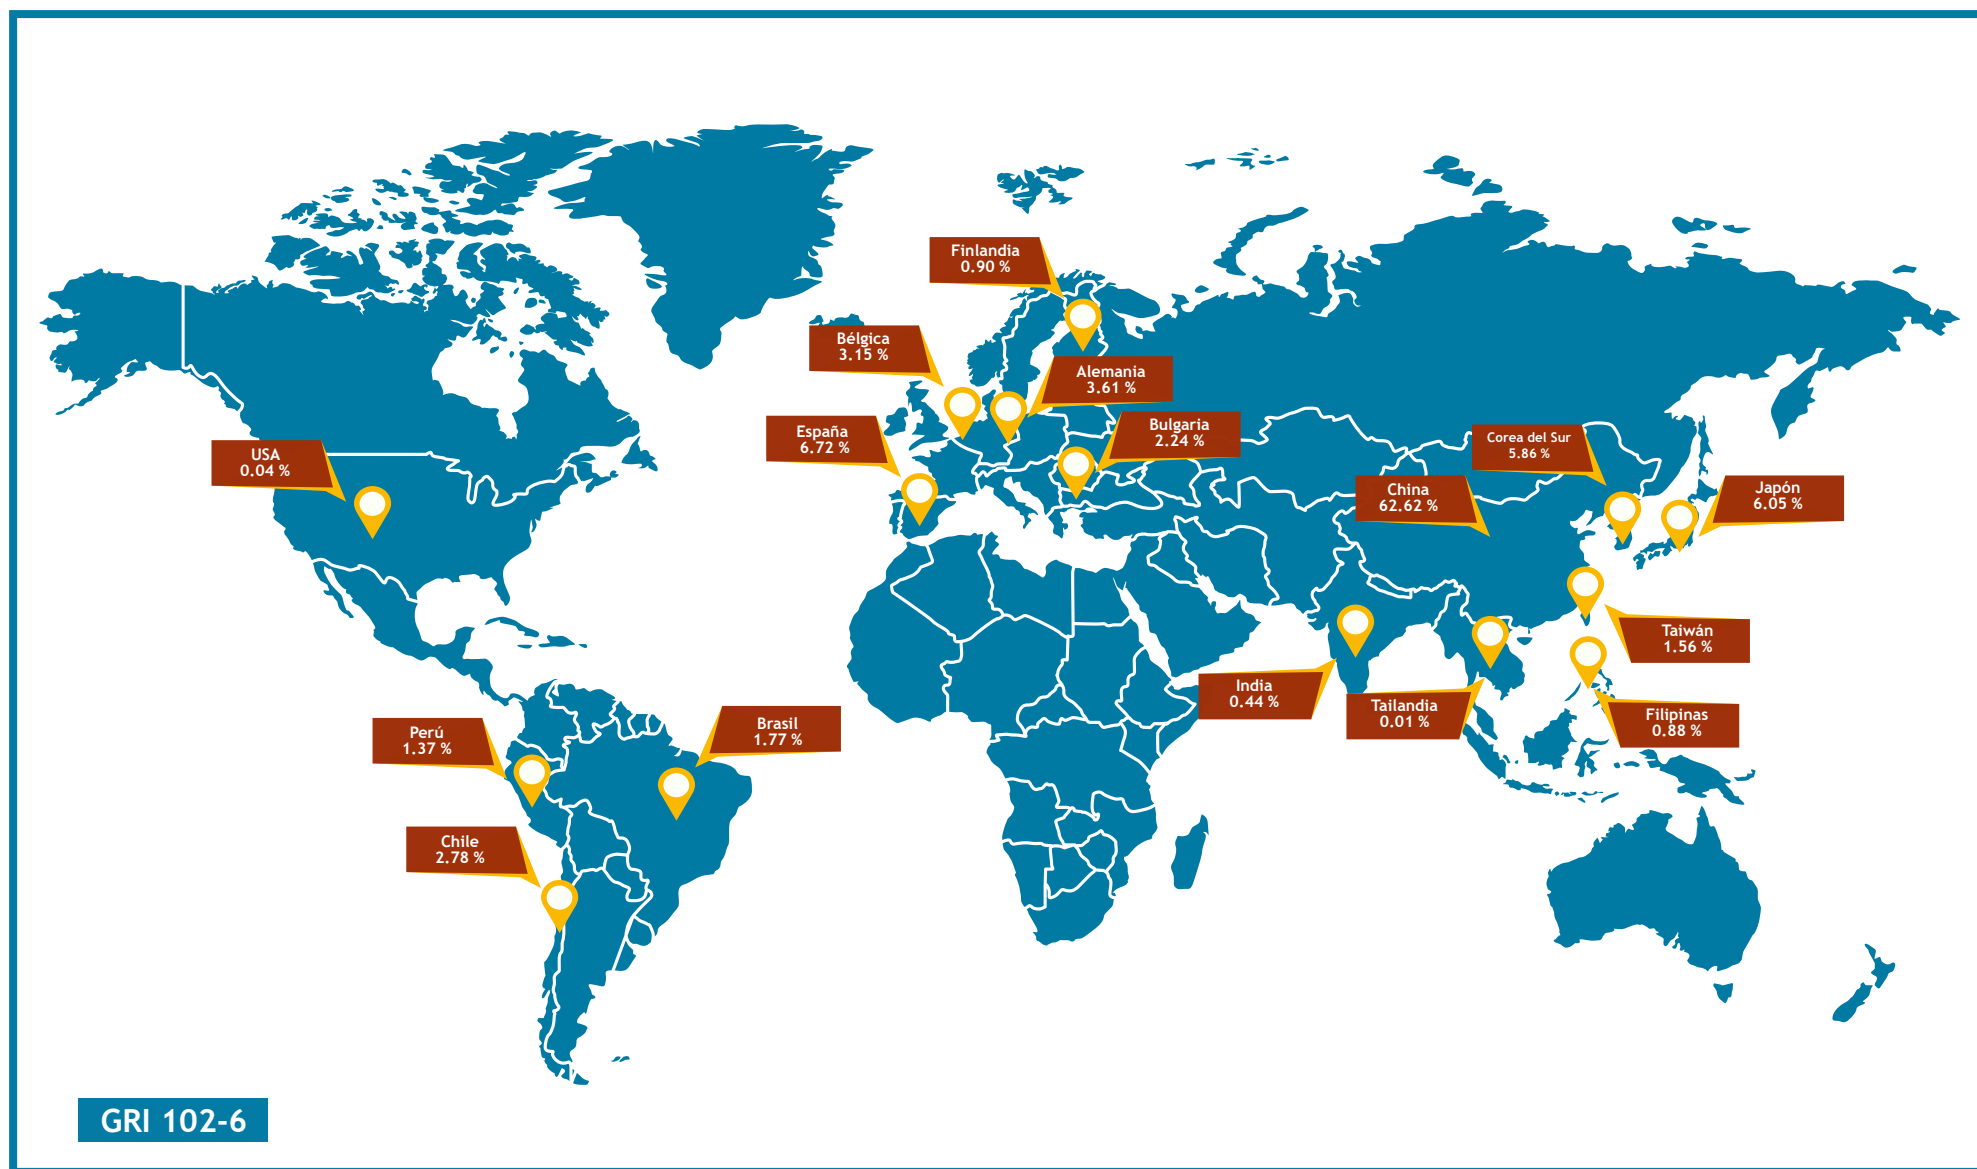 Finlandia
0.90 %
Bélgica
3.15 %
Alemania
3.61 %
España
6.72 %
Bulgaria
2.24 %
USA
0.04 %
Corea del Sur
5.86 %
China
62.62 %
Japón
6.05 %
Taiwán
1.56 %
India
0.44 %
Tailandia
0.01 %
Filipinas
0.88 %
Perú
1.37 %
Brasil
1.77 %
Chile
2.78 %
GRI 102-6